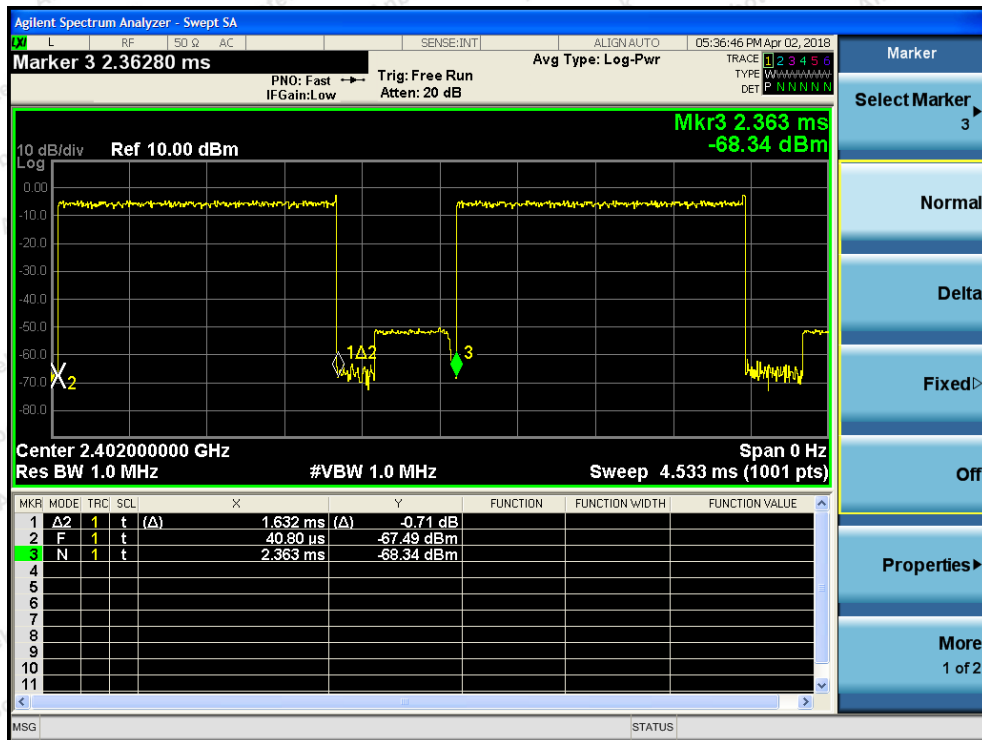 Agilent Spectrum Analyzer - Swept SA
LXI L RF 50 Ω AC SENSE:INT ALIGN AUTO 05:36:46 PM Apr 02, 2018
Marker 3 2.36280 ms
PNO: Fast
IFGain:Low
Trig: Free Run
Atten: 20 dB
Avg Type: Log-Pwr
TRACE 1 2 3 4 5 6
TYPE WWWWWWW
DET P N N N N N
Mkr3 2.363 ms
-68.34 dBm
10 dB/div Ref 10.00 dBm
Log
0.00
-10.0
-20.0
-30.0
-40.0
-50.0
-60.0
-70.0
-80.0
1Δ2
3
2
Center 2.402000000 GHz Span 0 Hz
Res BW 1.0 MHz #VBW 1.0 MHz Sweep 4.533 ms (1001 pts)
MKR MODE TRC SCL X Y FUNCTION FUNCTION WIDTH FUNCTION VALUE
1 Δ2 1 t (Δ) 1.632 ms (Δ) -0.71 dB
2 F 1 t 40.80 µs -67.49 dBm
3 N 1 t 2.363 ms -68.34 dBm
4
5
6
7
8
9
10
11
MSG STATUS
Marker
Select Marker
3
Normal
Delta
Fixed
Off
Properties
More
1 of 2